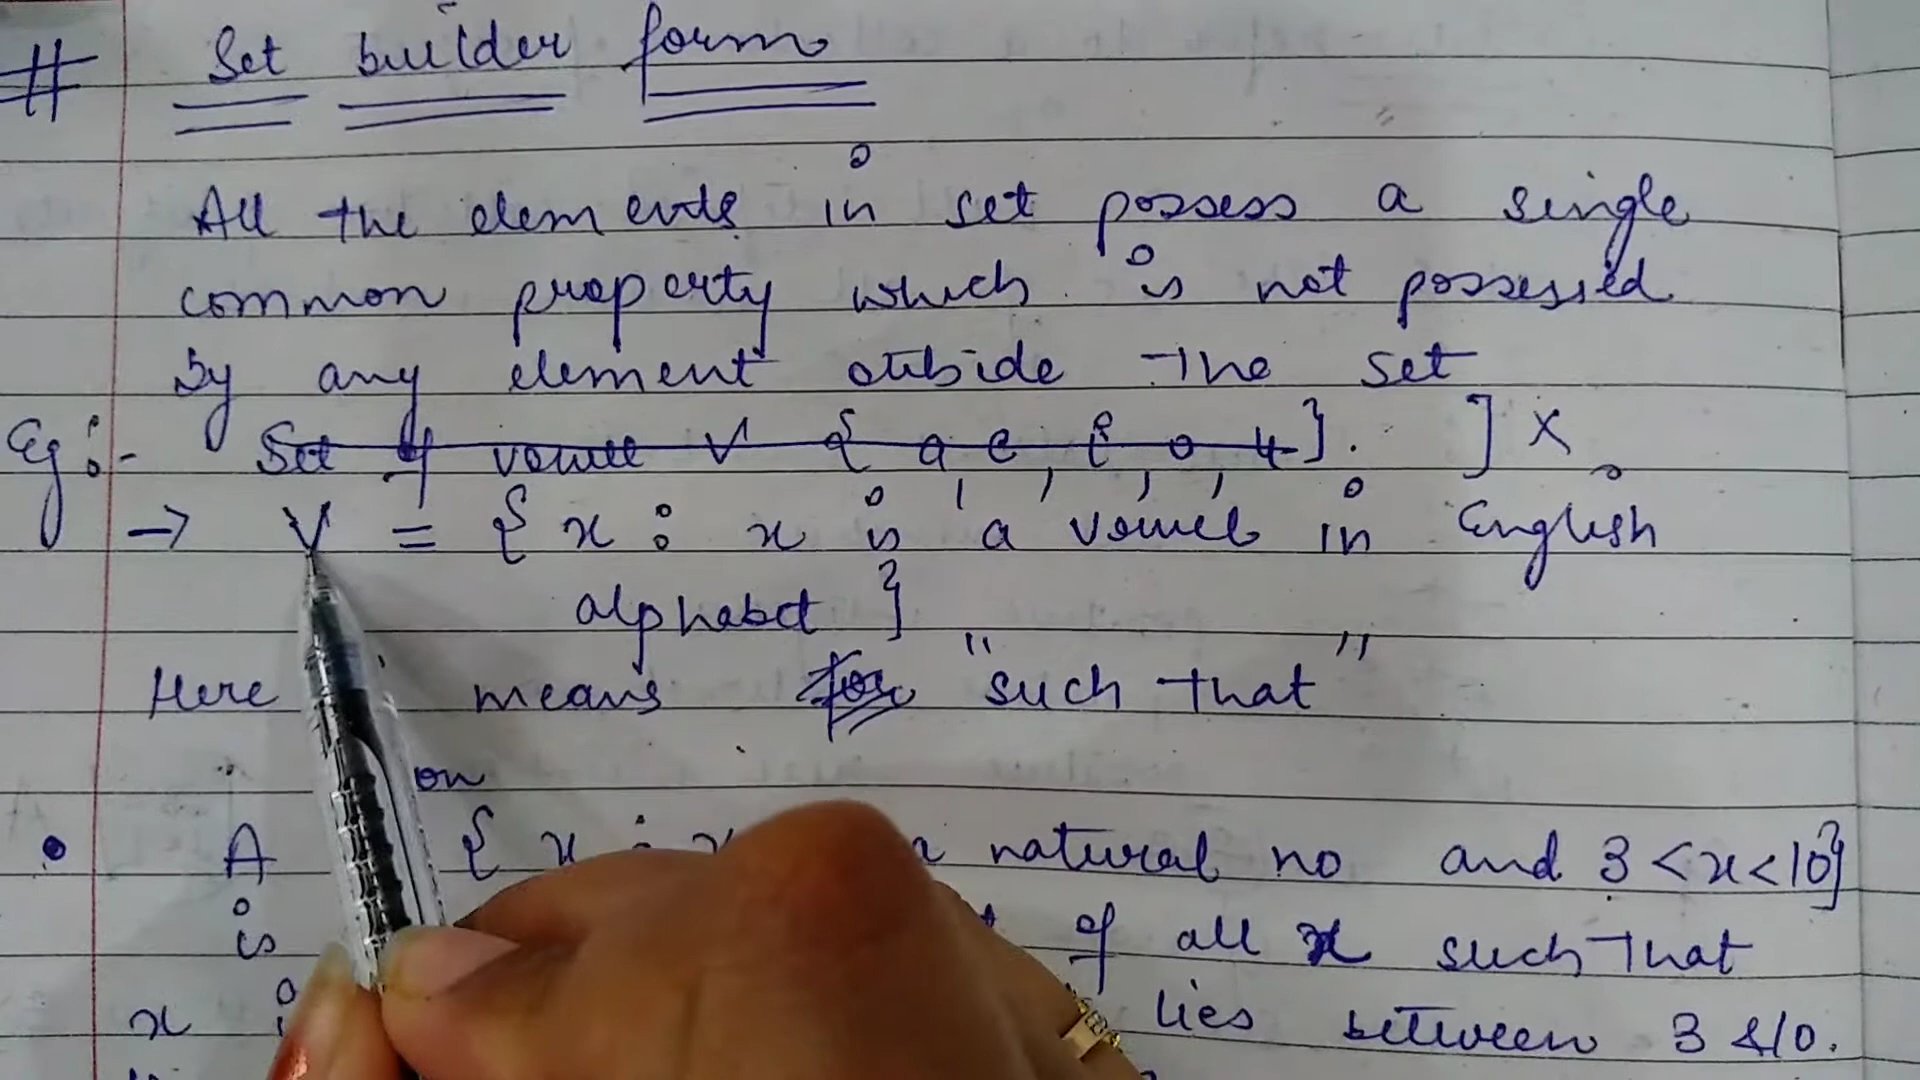 # Set builder form
All the elements in set possess a single
common property which is not possessed
by any element outside the set
Eg:- Set of vowel V { a, e, i, o, u }. ] X
→ V = { x : x is a vowel in English
alphabet }
Here means for "such that"
on
• A { x : x a natural no and 3 < x < 10}
is of all x such that
x lies between 3 & 10.